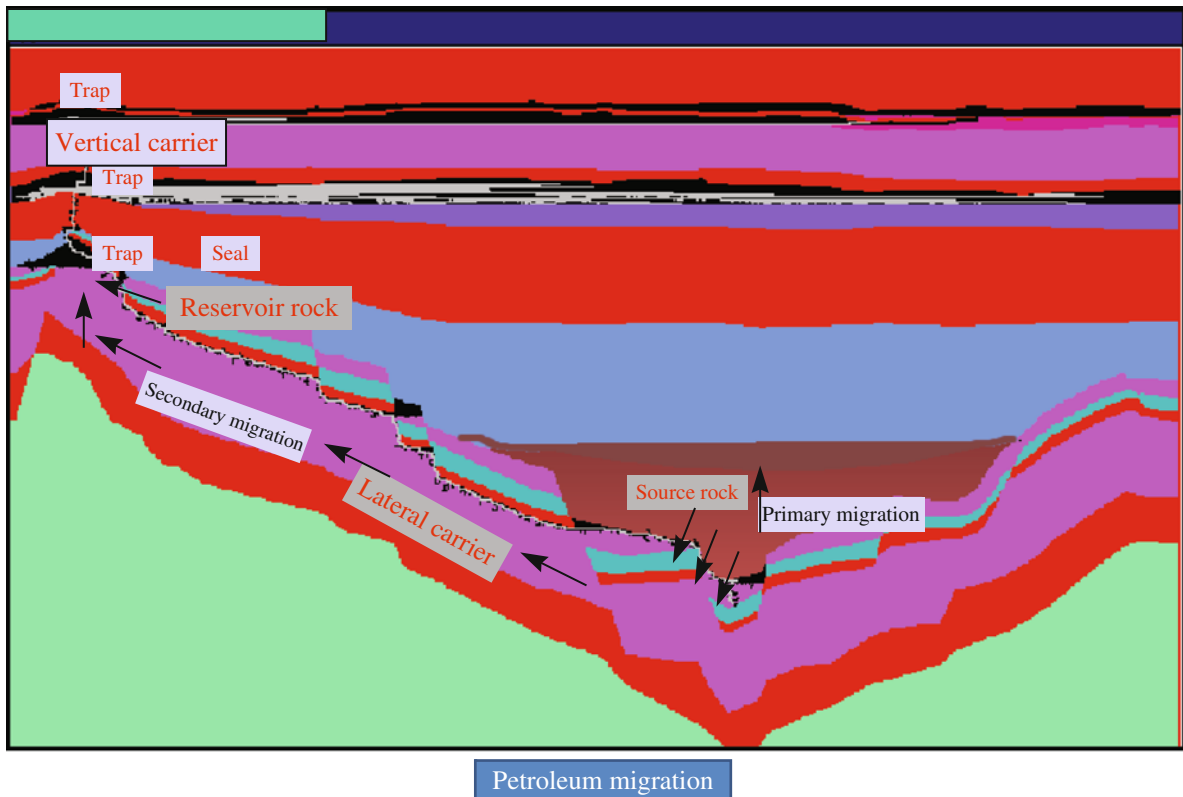 Trap
Vertical carrier
Trap
Trap
Seal
Reservoir rock
Secondary migration
Lateral carrier
Source rock
Primary migration
Petroleum migration